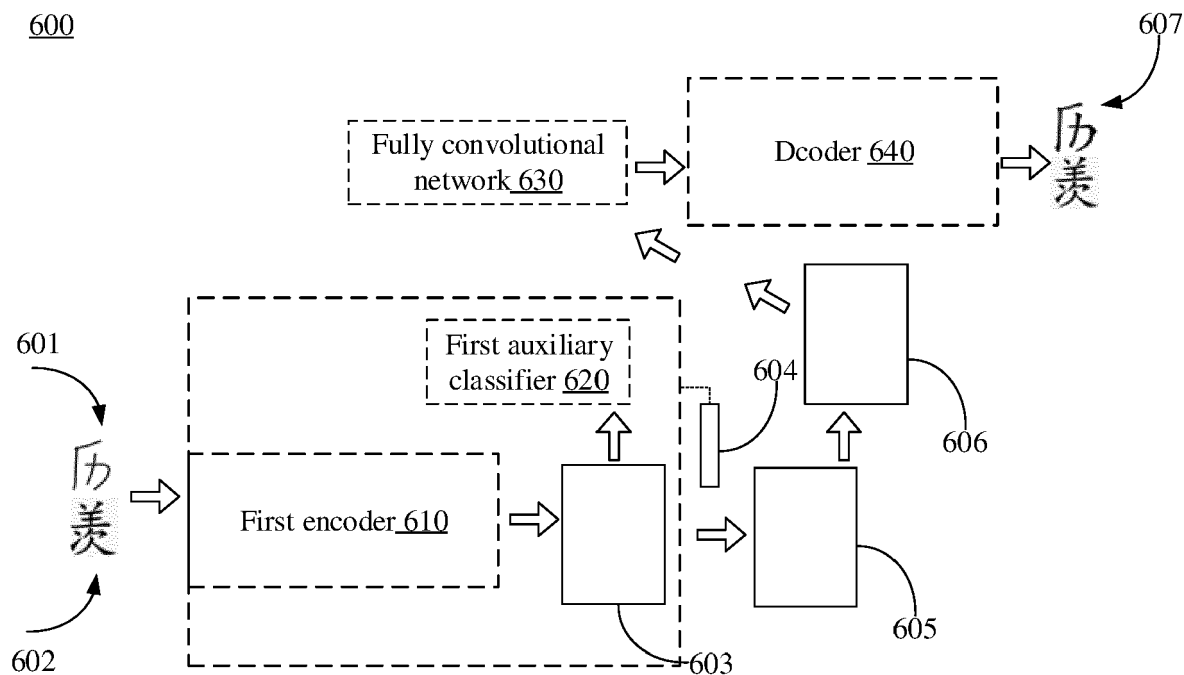 600
607
Fully convolutional
network 630
Dcoder 640
历
羡
601
First auxiliary
classifier 620
604
606
历
羡
First encoder 610
605
602
603